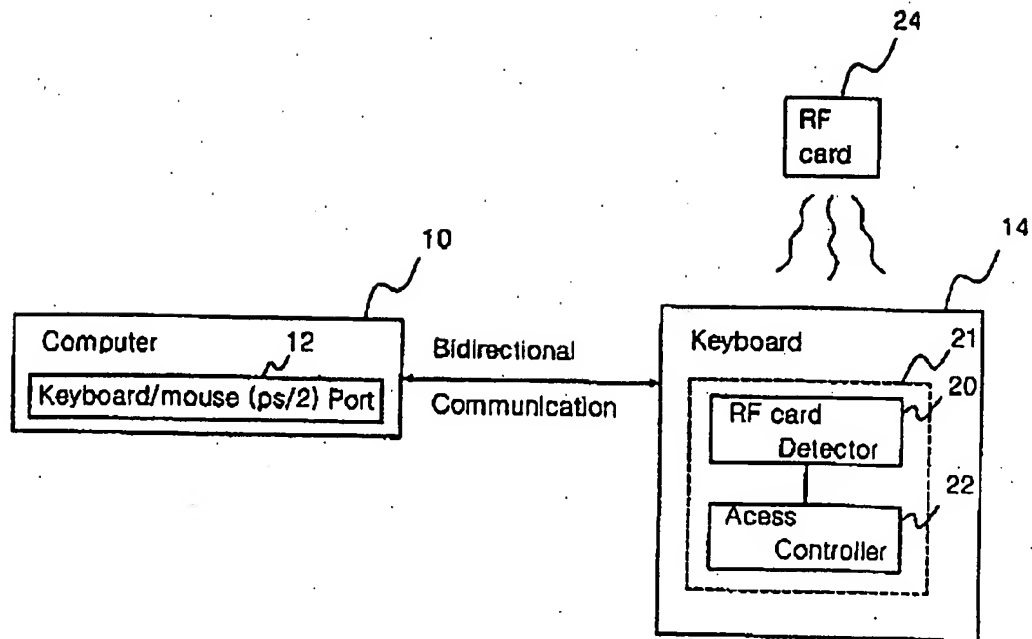 24
RF
card
10
14
Computer
12
Keyboard/mouse (ps/2) Port
Bidirectional
Communication
Keyboard
21
20
RF card
Detector
22
Acess
Controller